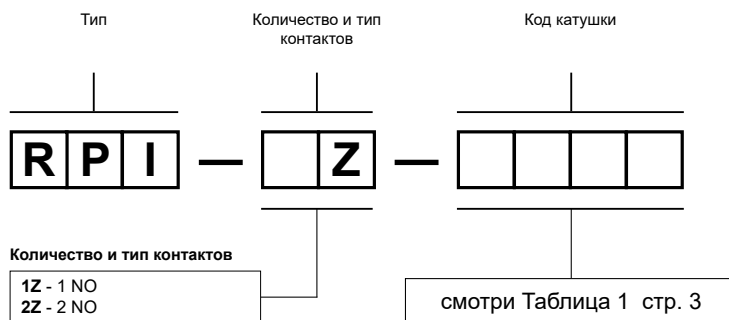 Тип
Количество и тип
контактов
Код катушки
RPI — Z —
Количество и тип контактов
1Z - 1 NO
2Z - 2 NO
смотри Таблица 1 стр. 3